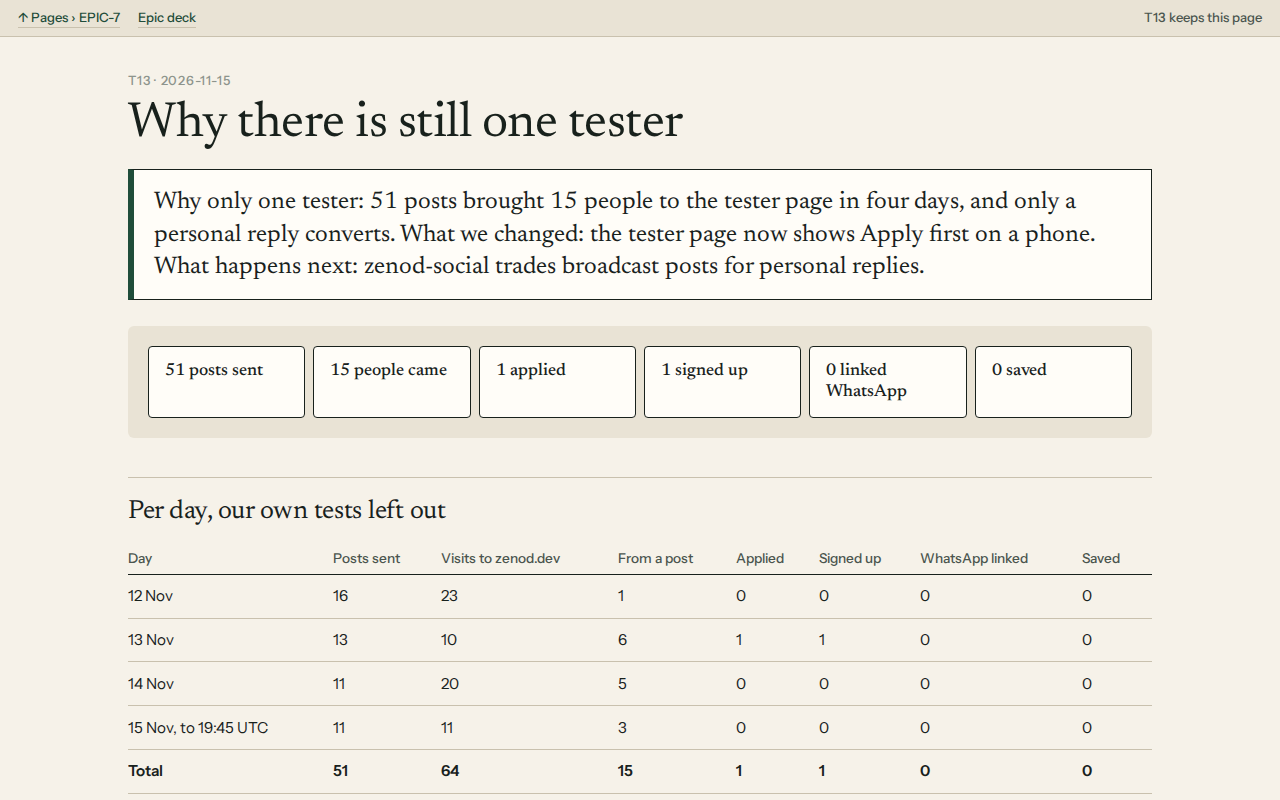 ↑ Pages › EPIC-7 Epic deck T13 keeps this page
T13 · 2026-11-15
Why there is still one tester
Why only one tester: 51 posts brought 15 people to the tester page in four days, and only a
personal reply converts. What we changed: the tester page now shows Apply first on a phone.
What happens next: zenod-social trades broadcast posts for personal replies.
51 posts sent 15 people came 1 applied 1 signed up 0 linked WhatsApp 0 saved
Per day, our own tests left out
Day Posts sent Visits to zenod.dev From a post Applied Signed up WhatsApp linked Saved
12 Nov 16 23 1 0 0 0 0
13 Nov 13 10 6 1 1 0 0
14 Nov 11 20 5 0 0 0 0
15 Nov, to 19:45 UTC 11 11 3 0 0 0 0
Total 51 64 15 1 1 0 0